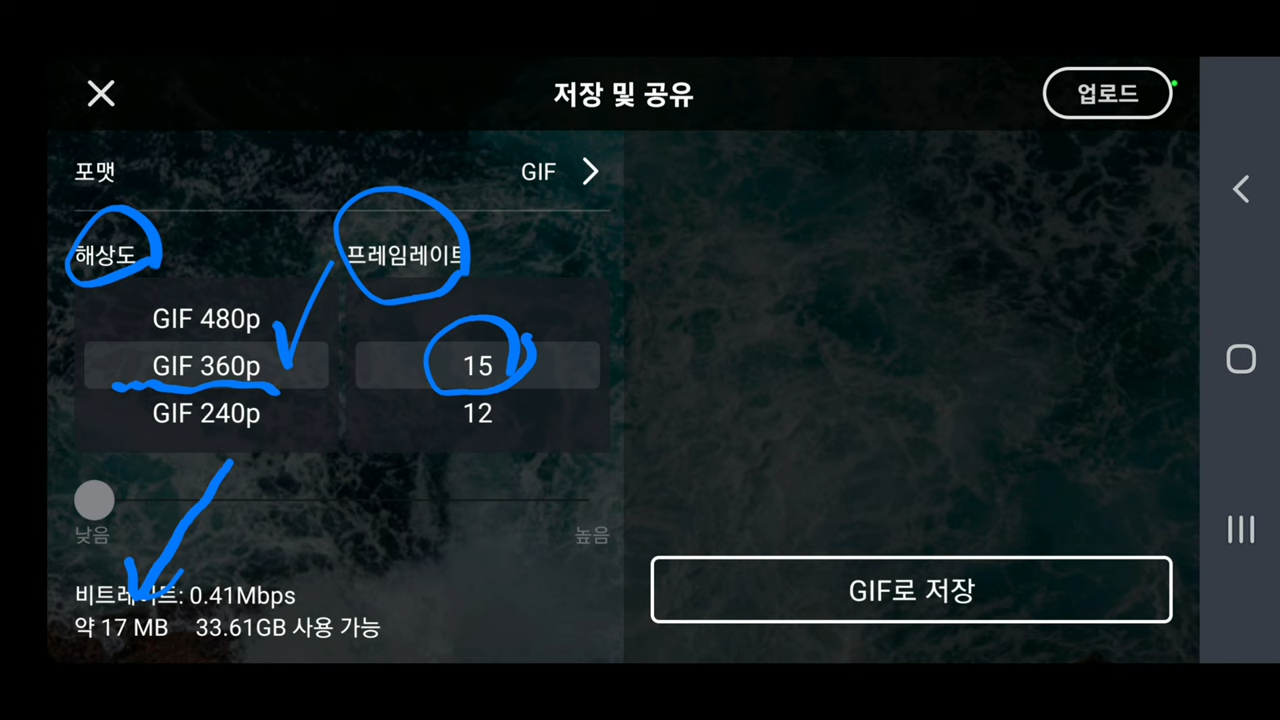 저장 및 공유
업로드
포맷
GIF
해상도
프레임레이트
GIF 480p
GIF 360p
15
GIF 240p
12
낮음
높음
비트레이트: 0.41Mbps
약 17 MB 33.61GB 사용 가능
GIF로 저장